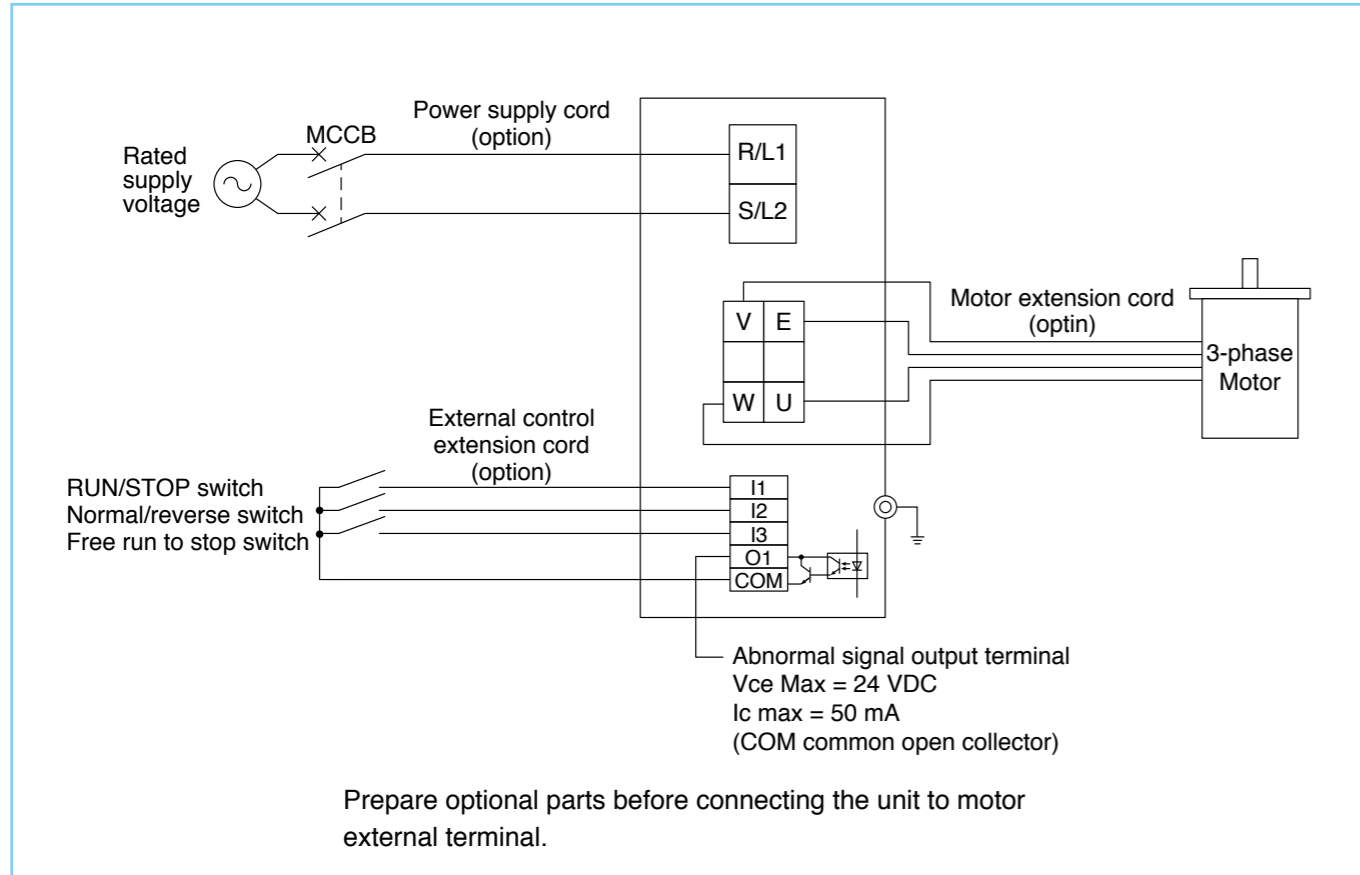 Power supply cord
(option)
MCCB
Rated
supply
voltage
R/L1
S/L2
Motor extension cord
(optin)
V E
W U
3-phase
Motor
External control
extension cord
(option)
RUN/STOP switch
Normal/reverse switch
Free run to stop switch
I1
I2
I3
O1
COM
Abnormal signal output terminal
Vce Max = 24 VDC
Ic max = 50 mA
(COM common open collector)
Prepare optional parts before connecting the unit to motor
external terminal.